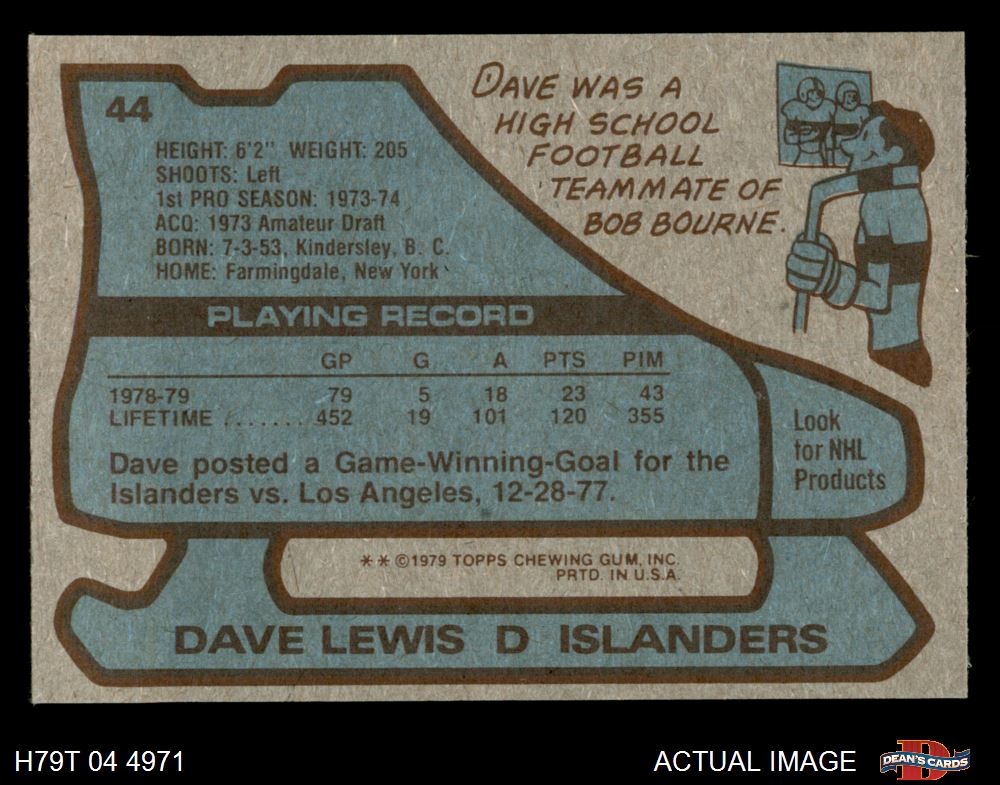 44
HEIGHT: 6'2" WEIGHT: 205
SHOOTS: Left
1st PRO SEASON: 1973-74
ACQ: 1973 Amateur Draft
BORN: 7-3-53, Kindersley, B. C.
HOME: Farmingdale, New York
DAVE WAS A
HIGH SCHOOL
FOOTBALL
TEAMMATE OF
BOB BOURNE.
PLAYING RECORD
GP G A PTS PIM
1978-79 79 5 18 23 43
LIFETIME ........ 452 19 101 120 355
Dave posted a Game-Winning-Goal for the
Islanders vs. Los Angeles, 12-28-77.
Look
for NHL
Products
** ©1979 TOPPS CHEWING GUM, INC.
PRTD. IN U.S.A.
DAVE LEWIS D ISLANDERS
H79T 04 4971
ACTUAL IMAGE
DEAN'S CARDS